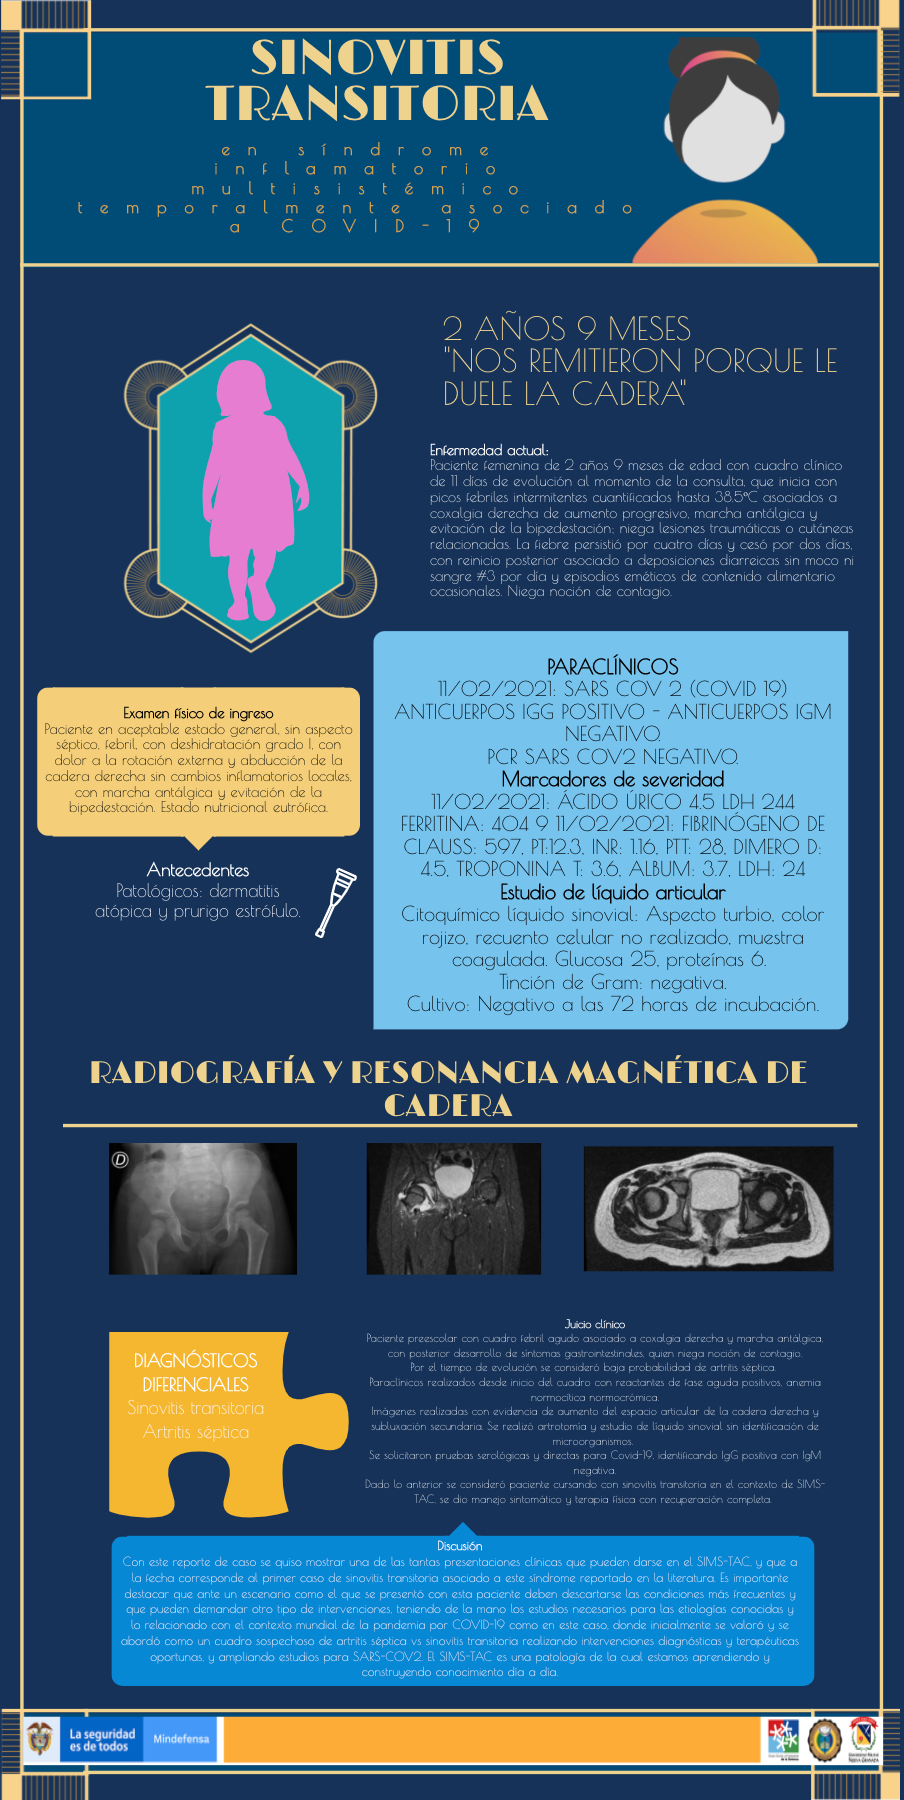 SINOVITIS
TRANSITORIA
en síndrome
inflamatorio
multisistémico
temporalmente asociado
a COVID-19
2 AÑOS 9 MESES
"NOS REMITIERON PORQUE LE
DUELE LA CADERA"
Enfermedad actual:
Paciente femenina de 2 años 9 meses de edad con cuadro clínico
de 11 días de evolución al momento de la consulta, que inicia con
picos febriles intermitentes cuantificados hasta 38.5°C asociados a
coxalgia derecha de aumento progresivo, marcha antálgica y
evitación de la bipedestación; niega lesiones traumáticas o cutáneas
relacionadas. La fiebre persistió por cuatro días y cesó por dos días,
con reinicio posterior asociado a deposiciones diarreicas sin moco ni
sangre #3 por día y episodios eméticos de contenido alimentario
ocasionales. Niega noción de contagio.
Examen físico de ingreso
Paciente en aceptable estado general, sin aspecto
séptico, febril, con deshidratación grado I, con
dolor a la rotación externa y abducción de la
cadera derecha sin cambios inflamatorios locales,
con marcha antálgica y evitación de la
bipedestación. Estado nutricional eutrófica.
Antecedentes
Patológicos: dermatitis
atópica y prurigo estrófulo.
PARACLÍNICOS
11/02/2021: SARS COV 2 (COVID 19)
ANTICUERPOS IGG POSITIVO - ANTICUERPOS IGM
NEGATIVO.
PCR SARS COV2 NEGATIVO.
Marcadores de severidad
11/02/2021: ÁCIDO ÚRICO 4.5 LDH 244
FERRITINA: 404 9 11/02/2021: FIBRINÓGENO DE
CLAUSS: 597, PT:12.3, INR: 1.16, PTT: 28, DIMERO D:
4.5, TROPONINA T: 3.6, ALBUM: 3.7, LDH: 24
Estudio de líquido articular
Citoquímico líquido sinovial: Aspecto turbio, color
rojizo, recuento celular no realizado, muestra
coagulada. Glucosa 25, proteínas 6.
Tinción de Gram: negativa.
Cultivo: Negativo a las 72 horas de incubación.
RADIOGRAFÍA Y RESONANCIA MAGNÉTICA DE
CADERA
D
Juicio clínico
Paciente preescolar con cuadro febril agudo asociado a coxalgia derecha y marcha antálgica,
con posterior desarrollo de síntomas gastrointestinales, quien niega noción de contagio.
Por el tiempo de evolución se consideró baja probabilidad de artritis séptica.
Paraclínicos realizados desde inicio del cuadro con reactantes de fase aguda positivos, anemia
normocítica normocrómica.
Imágenes realizadas con evidencia de aumento del espacio articular de la cadera derecha y
subluxación secundaria. Se realizó artrotomía y estudio de líquido sinovial sin identificación de
microorganismos.
Se solicitaron pruebas serológicas y directas para Covid-19, identificando IgG positiva con IgM
negativa.
Dado lo anterior se consideró paciente cursando con sinovitis transitoria en el contexto de SIMS-
TAC, se dio manejo sintomático y terapia física con recuperación completa.
DIAGNÓSTICOS
DIFERENCIALES
Sinovitis transitoria
Artritis séptica
Discusión
Con este reporte de caso se quiso mostrar una de las tantas presentaciones clínicas que pueden darse en el SIMS-TAC, y que a
la fecha corresponde al primer caso de sinovitis transitoria asociado a este síndrome reportado en la literatura. Es importante
destacar que ante un escenario como el que se presentó con esta paciente deben descartarse las condiciones más frecuentes y
que pueden demandar otro tipo de intervenciones, teniendo de la mano los estudios necesarios para las etiologías conocidas y
lo relacionado con el contexto mundial de la pandemia por COVID-19 como en este caso, donde inicialmente se valoró y se
abordó como un cuadro sospechoso de artritis séptica vs sinovitis transitoria realizando intervenciones diagnósticas y terapéuticas
oportunas, y ampliando estudios para SARS-COV2. El SIMS-TAC es una patología de la cual estamos aprendiendo y
construyendo conocimiento día a día.
La seguridad
es de todos
Mindefensa
UNIVERSIDAD MILITAR
NUEVA GRANADA